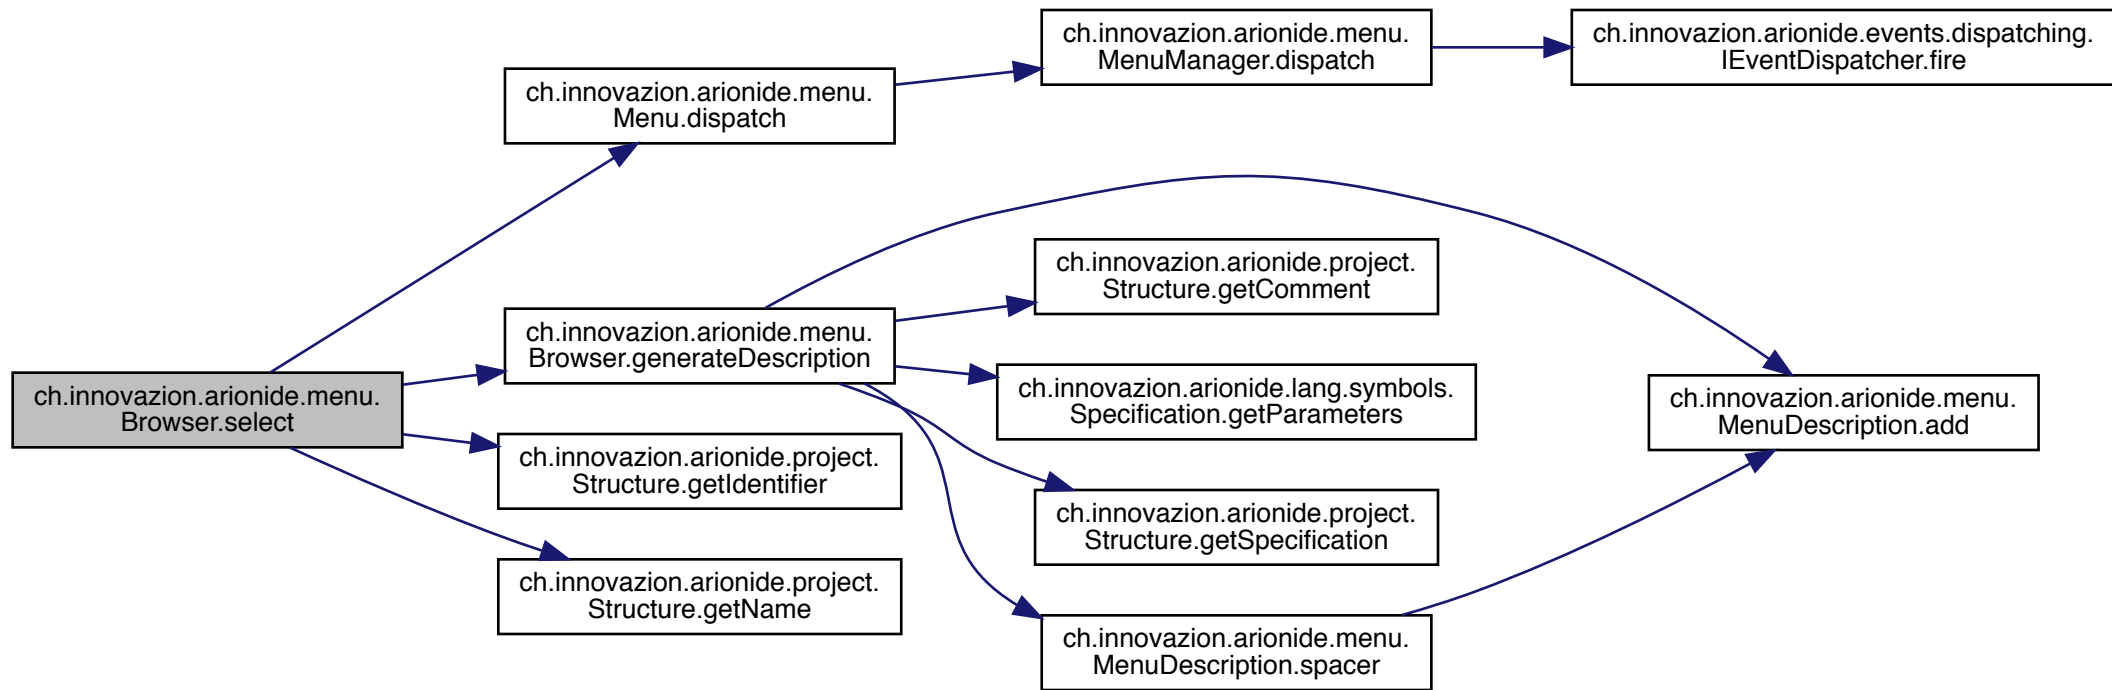 ch.innovazion.arionide.menu.
Browser.select
ch.innovazion.arionide.menu.
Menu.dispatch
ch.innovazion.arionide.menu.
MenuManager.dispatch
ch.innovazion.arionide.events.dispatching.
IEventDispatcher.fire
ch.innovazion.arionide.menu.
Browser.generateDescription
ch.innovazion.arionide.project.
Structure.getComment
ch.innovazion.arionide.lang.symbols.
Specification.getParameters
ch.innovazion.arionide.project.
Structure.getSpecification
ch.innovazion.arionide.menu.
MenuDescription.spacer
ch.innovazion.arionide.menu.
MenuDescription.add
ch.innovazion.arionide.project.
Structure.getIdentifier
ch.innovazion.arionide.project.
Structure.getName